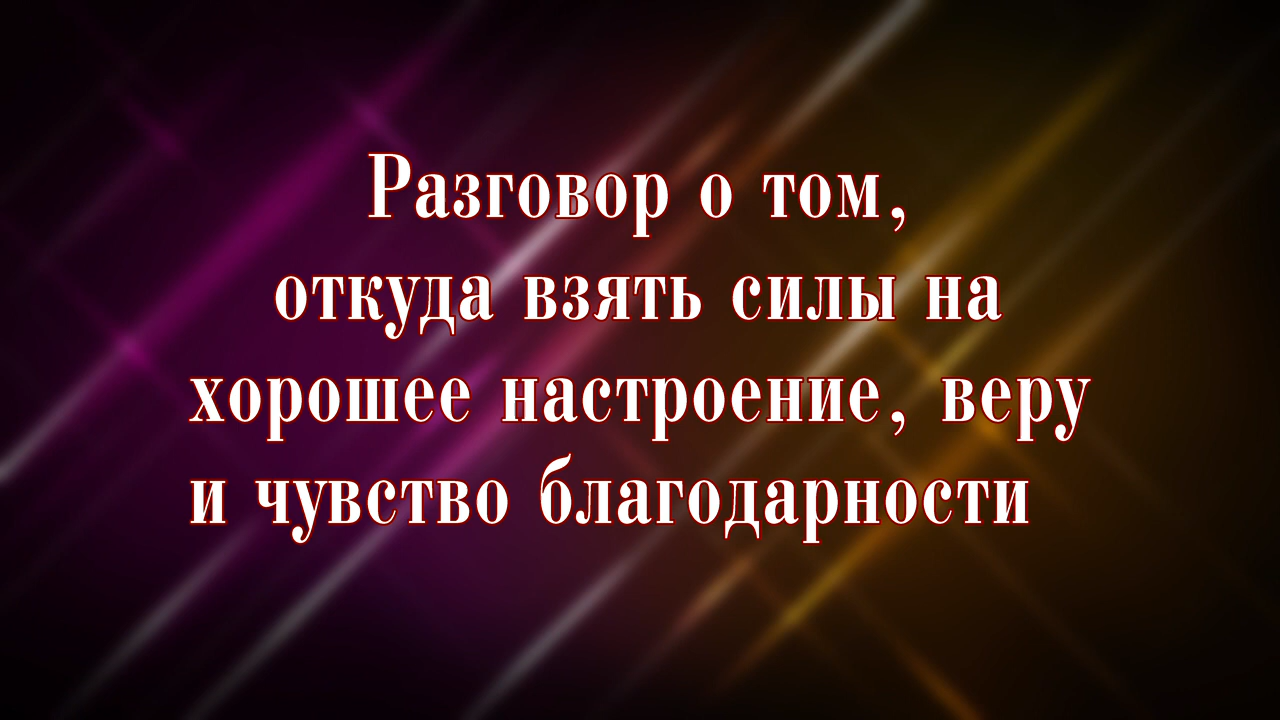 Разговор о том,
откуда взять силы на
хорошее настроение, веру
и чувство благодарности